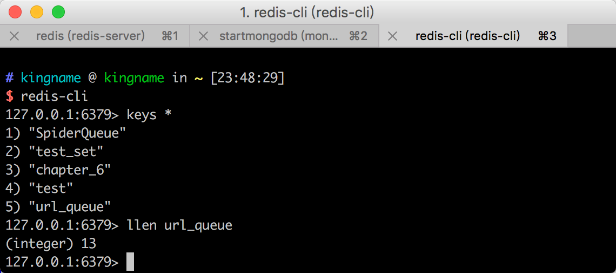 1. redis-cli (redis-cli)
redis (redis-server) ⌘1 startmongodb (mon... ⌘2 redis-cli (redis-cli) ⌘3
# kingname @ kingname in ~ [23:48:29]
$ redis-cli
127.0.0.1:6379> keys *
1) "SpiderQueue"
2) "test_set"
3) "chapter_6"
4) "test"
5) "url_queue"
127.0.0.1:6379> llen url_queue
(integer) 13
127.0.0.1:6379>